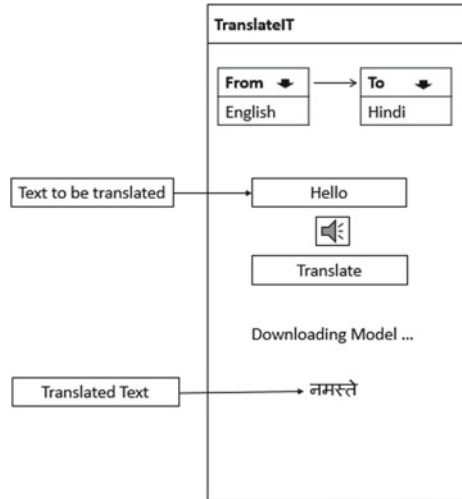 TranslateIT
From
To
English
Hindi
Text to be translated
Hello
Translate
Downloading Model ...
Translated Text
नमस्ते